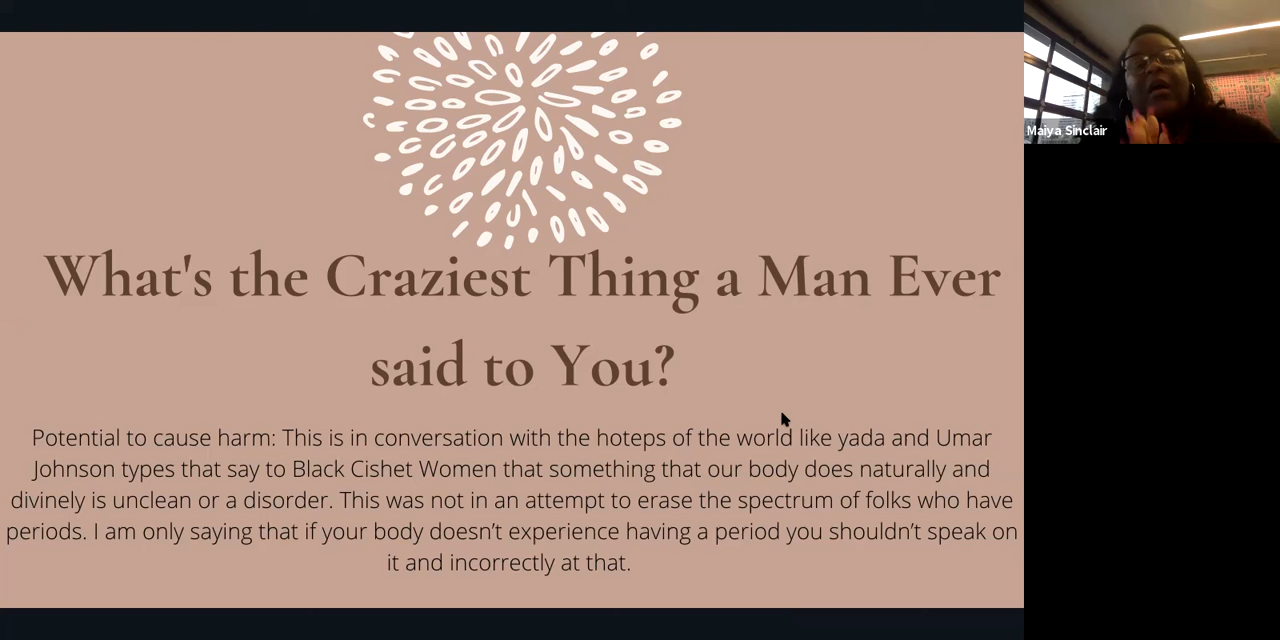 Maiya Sinclair
What's the Craziest Thing a Man Ever
said to You?
Potential to cause harm: This is in conversation with the hoteps of the world like yada and Umar
Johnson types that say to Black Cishet Women that something that our body does naturally and
divinely is unclean or a disorder. This was not in an attempt to erase the spectrum of folks who have
periods. I am only saying that if your body doesn’t experience having a period you shouldn’t speak on
it and incorrectly at that.